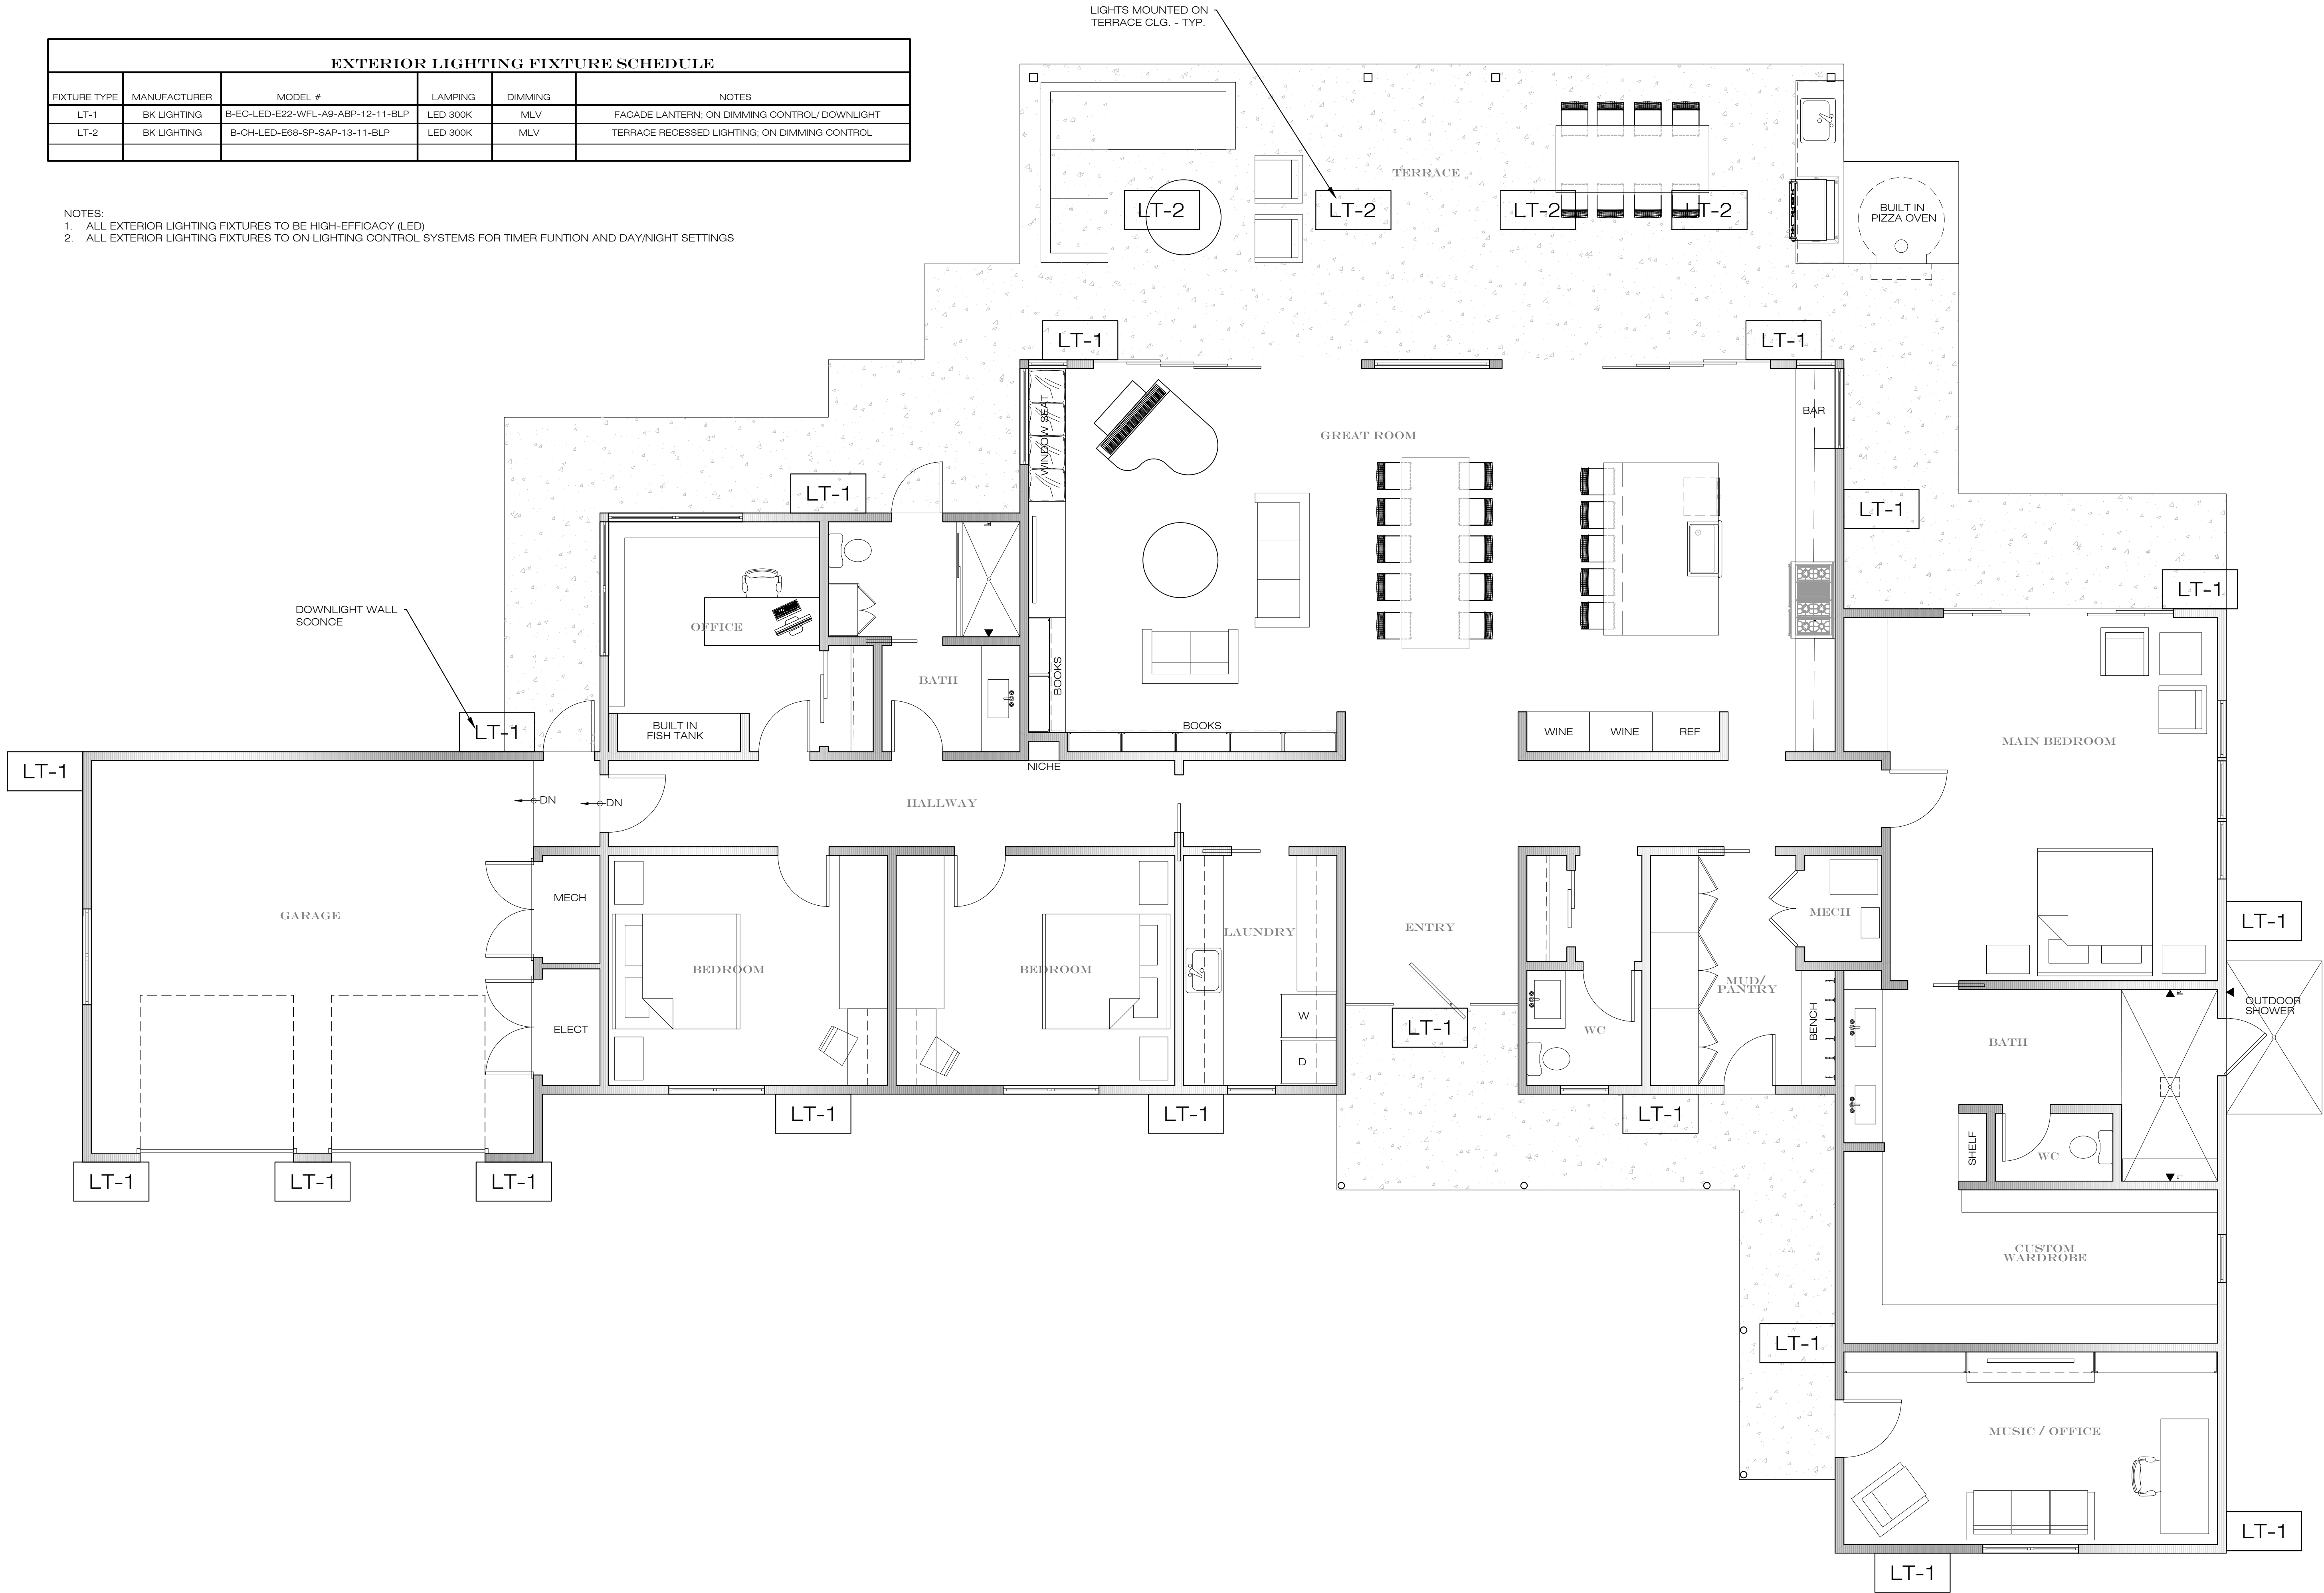 LIGHTS MOUNTED ON
TERRACE CLG. - TYP.
EXTERIOR LIGHTING FIXTURE SCHEDULE
FIXTURE TYPE MANUFACTURER MODEL # LAMPING DIMMING NOTES
LT-1 BK LIGHTING B-EC-LED-E22-WFL-A9-ABP-12-11-BLP LED 300K MLV FACADE LANTERN; ON DIMMING CONTROL/ DOWNLIGHT
LT-2 BK LIGHTING B-CH-LED-E68-SP-SAP-13-11-BLP LED 300K MLV TERRACE RECESSED LIGHTING; ON DIMMING CONTROL
NOTES:
1. ALL EXTERIOR LIGHTING FIXTURES TO BE HIGH-EFFICACY (LED)
2. ALL EXTERIOR LIGHTING FIXTURES TO ON LIGHTING CONTROL SYSTEMS FOR TIMER FUNTION AND DAY/NIGHT SETTINGS
TERRACE
LT-2
LT-2
LT-2
LT-2
BUILT IN
PIZZA OVEN
LT-1
LT-1
WINDOW SEAT
GREAT ROOM
BAR
LT-1
LT-1
LT-1
DOWNLIGHT WALL
SCONCE
OFFICE
BATH
BOOKS
BOOKS
BUILT IN
FISH TANK
LT-1
WINE
WINE
REF
MAIN BEDROOM
LT-1
NICHE
DN
DN
HALLWAY
MECH
GARAGE
BEDROOM
BEDROOM
LAUNDRY
ENTRY
MECH
LT-1
MUD/
PANTRY
OUTDOOR
SHOWER
W
LT-1
WC
BENCH
ELECT
BATH
D
LT-1
LT-1
LT-1
SHELF
WC
LT-1
LT-1
LT-1
CUSTOM
WARDROBE
LT-1
MUSIC / OFFICE
LT-1
LT-1